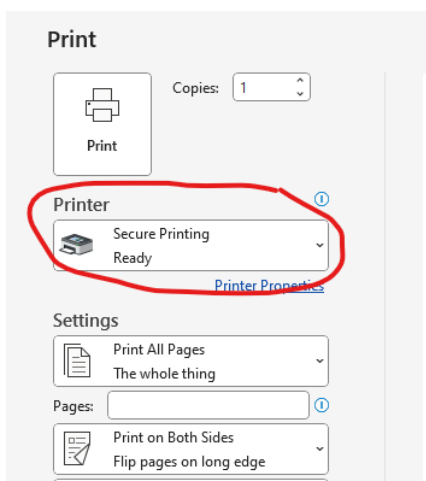 Print
Copies: 1
Print
Printer
Secure Printing
Ready
Printer Properties
Settings
Print All Pages
The whole thing
Pages:
Print on Both Sides
Flip pages on long edge